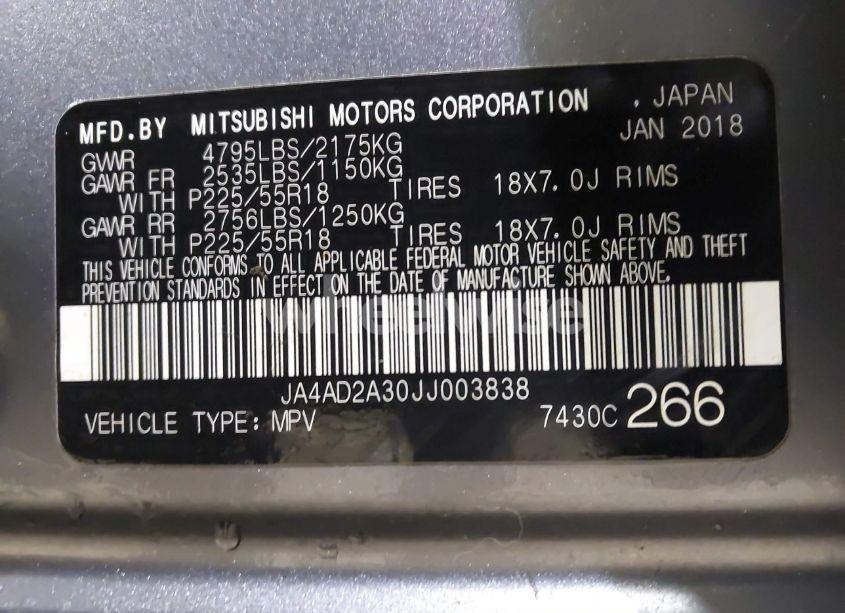 MFD.BY MITSUBISHI MOTORS CORPORATION , JAPAN
JAN 2018
GVWR 4795LBS/2175KG
GAWR FR 2535LBS/1150KG
WITH P225/55R18 TIRES 18X7.0J RIMS
GAWR RR 2756LBS/1250KG
WITH P225/55R18 TIRES 18X7.0J RIMS
THIS VEHICLE CONFORMS TO ALL APPLICABLE FEDERAL MOTOR VEHICLE SAFETY AND THEFT
PREVENTION STANDARDS IN EFFECT ON THE DATE OF MANUFACTURE SHOWN ABOVE.
wheelwise
JA4AD2A30JJ003838
VEHICLE TYPE: MPV 7430C 266